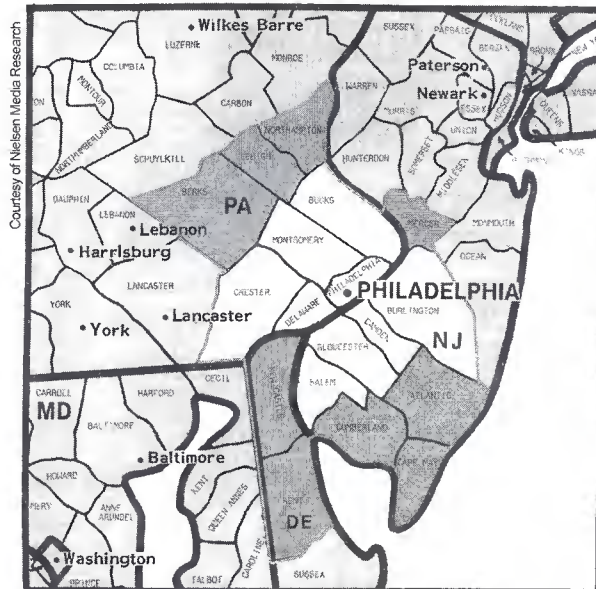 Courtesy of Nielsen Media Research
Wilkes Barre
LUZERNE
SUSSEX
PASSAIC
BERGEN
COLUMBIA
MONROE
Paterson
MONTOUR
WARREN
Newark
ESSEX
HUDSON
QUEENS
CARBON
MORRIS
UNION
KINGS
NORTHUMBERLAND
NORTHAMPTON
LEHIGH
SCHUYLKILL
HUNTERDON
SOMERSET
MIDDLESEX
DAUPHIN
BERKS
PA
BUCKS
MERCER
MONMOUTH
LEBANON
Lebanon
Harrisburg
MONTGOMERY
OCEAN
LANCASTER
CHESTER
PHILADELPHIA
PHILADELPHIA
YORK
York
Lancaster
DELAWARE
BURLINGTON
CAMDEN
GLOUCESTER
NJ
SALEM
CARROLL
MD
HARFORD
CECIL
ATLANTIC
BALTIMORE
CUMBERLAND
Baltimore
CAPE MAY
HOWARD
KENT
KENT
ANNE ARUNDEL
QUEEN ANNES
DE
Washington
CAROLINE
TALBOT
SUSSEX